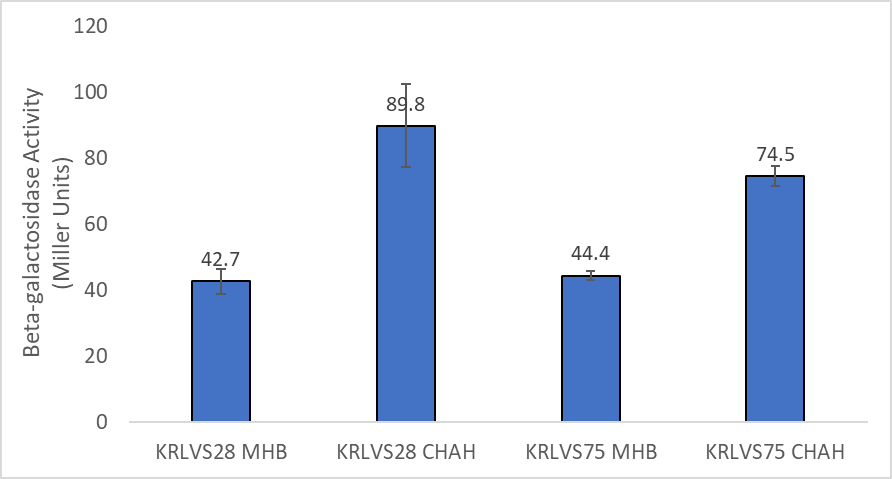 Beta-galactosidase Activity
(Miller Units)
120
100
80
60
40
20
0
42.7
89.8
44.4
74.5
KRLVS28 MHB
KRLVS28 CHAH
KRLVS75 MHB
KRLVS75 CHAH